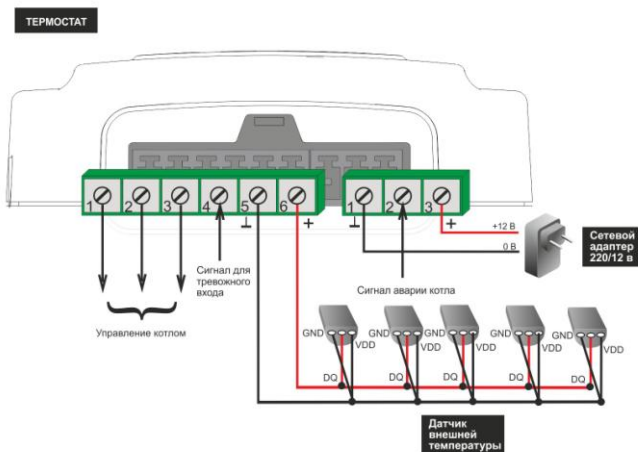 ТЕРМОСТАТ
1 2 3 4 5 6
⊥ +
1 2 3
⊥ +
+12 В
0 В
Сетевой
адаптер
220/12 в
Сигнал для
тревожного
входа
Сигнал аварии котла
Управление котлом
GND GND GND GND GND
VDD VDD VDD VDD VDD
DQ DQ DQ DQ DQ
Датчик
внешней
температуры